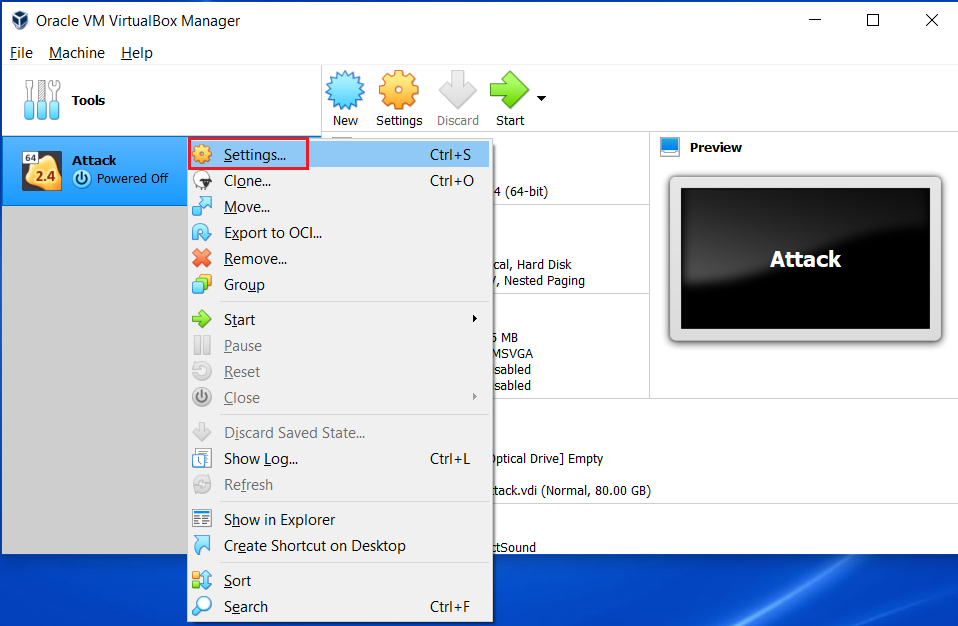 Oracle VM VirtualBox Manager
File Machine Help
Tools
New Settings Discard Start
64
2.4
Attack
Powered Off
Settings... Ctrl+S
Clone... Ctrl+O
Move...
Export to OCI...
Remove...
Group
Start
Pause
Reset
Close
Discard Saved State...
Show Log... Ctrl+L
Refresh
Show in Explorer
Create Shortcut on Desktop
Sort
Search Ctrl+F
4 (64-bit)
cal, Hard Disk
, Nested Paging
MB
MSVGA
sabled
sabled
ptical Drive] Empty
ttack.vdi (Normal, 80.00 GB)
ctSound
Preview
Attack